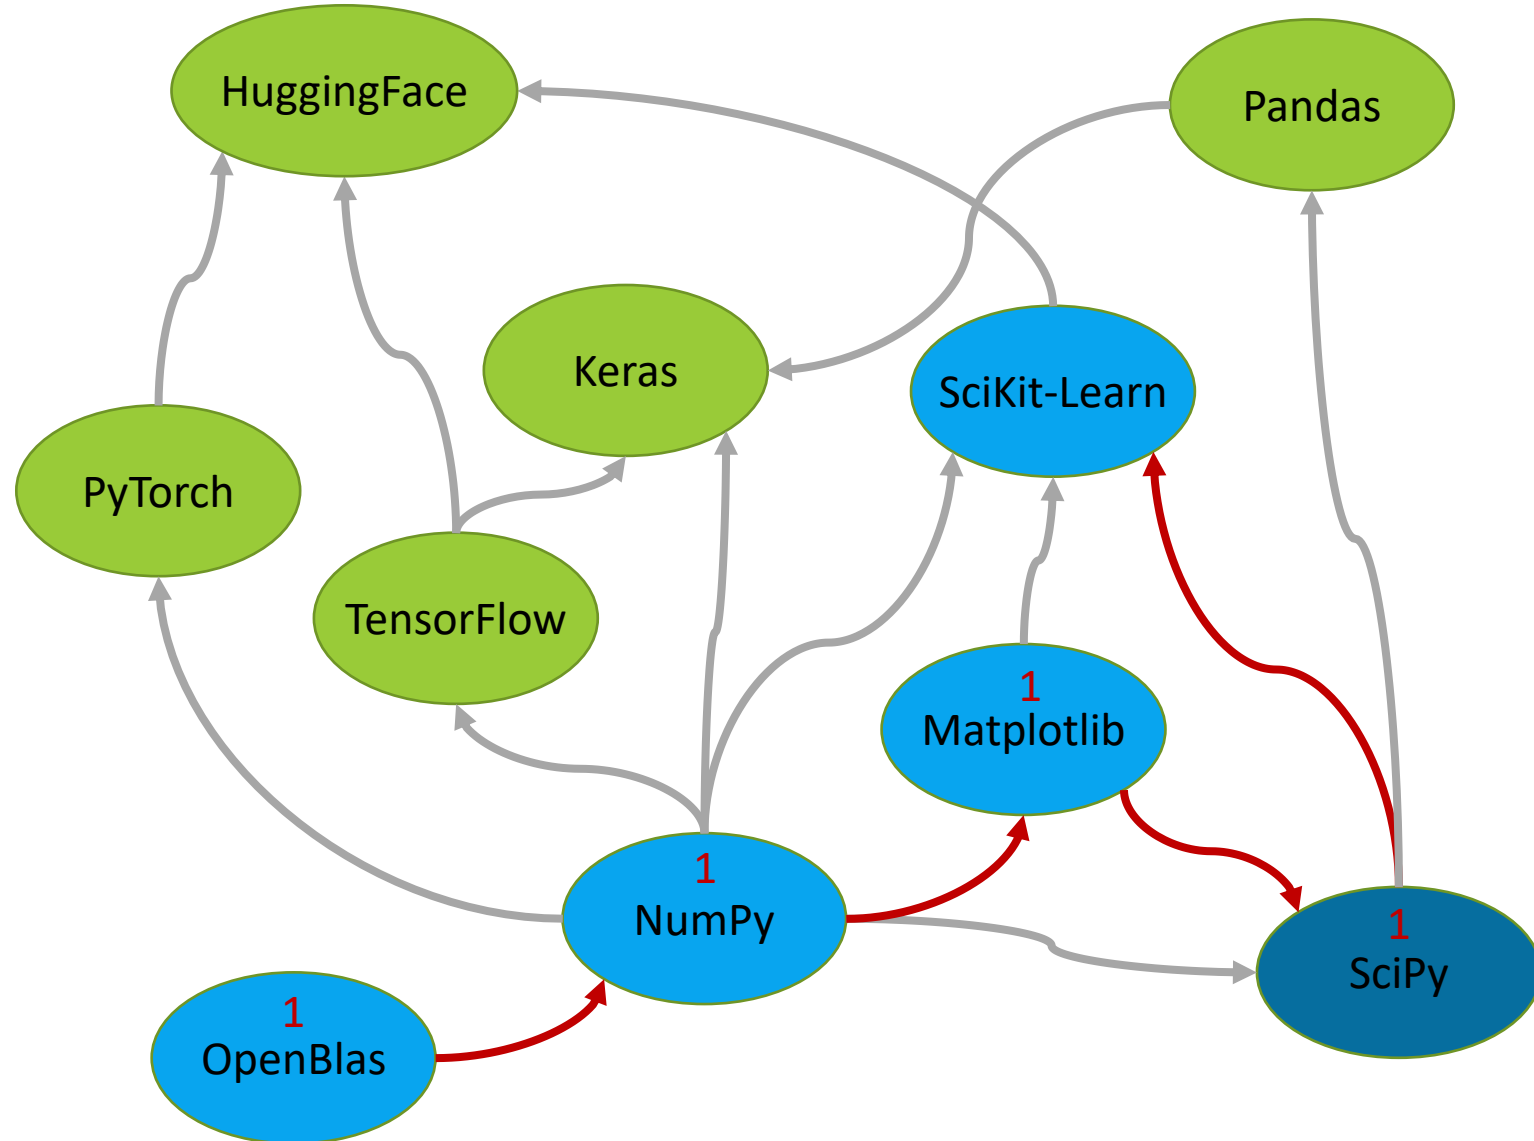 HuggingFace
Pandas
Keras
SciKit-Learn
PyTorch
TensorFlow
1
Matplotlib
1
NumPy
1
SciPy
1
OpenBlas